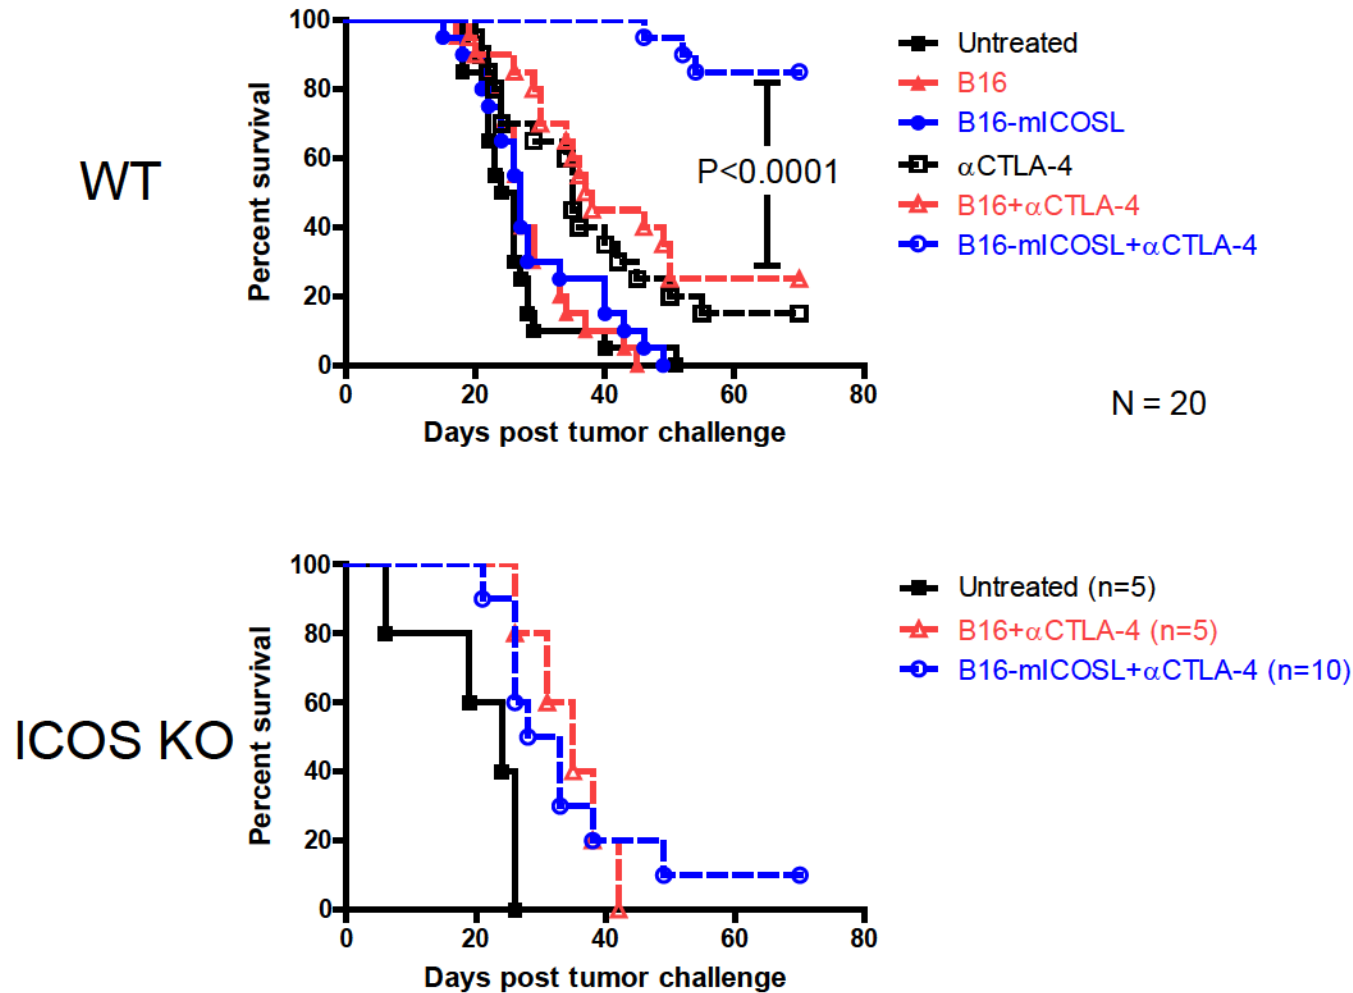 WT
Percent survival
100
80
60
40
20
0
0 20 40 60 80
Days post tumor challenge
P<0.0001
Untreated
B16
B16-mICOSL
αCTLA-4
B16+αCTLA-4
B16-mICOSL+αCTLA-4
N = 20
ICOS KO
Percent survival
100
80
60
40
20
0
0 20 40 60 80
Days post tumor challenge
Untreated (n=5)
B16+αCTLA-4 (n=5)
B16-mICOSL+αCTLA-4 (n=10)